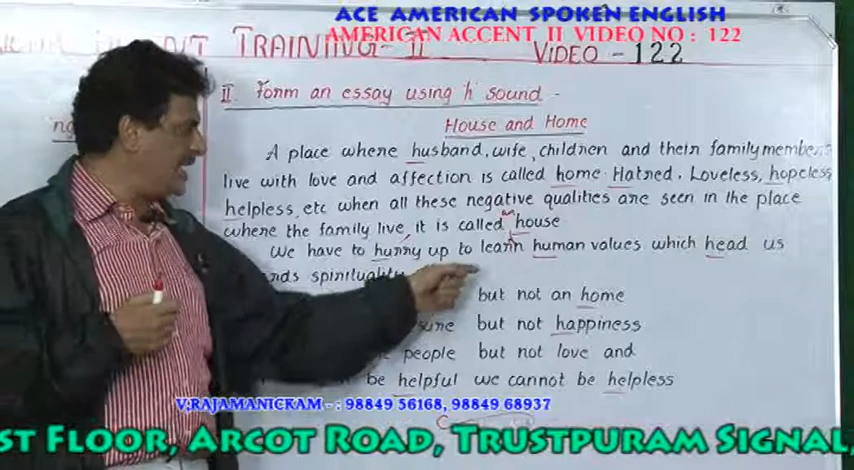 ACE AMERICAN SPOKEN ENGLISH
AMERICAN ACCENT II VIDEO NO : 122
TRAINING - II VIDEO - 122
II. Form an essay using 'h' sound -
House and Home
A place where husband, wife, children and their family members
live with love and affection is called home. Hatred. Loveless, hopeless
helpless, etc when all these negative qualities are seen in the place
where the family live, it is called an house
We have to hurry up to learn human values which head us
spirituality
but not an home
but not happiness
people but not love and
be helpful we cannot be helpless
V.RAJAMANICKAM - : 98849 56168, 98849 68937
ST FLOOR, ARCOT ROAD, TRUSTPURAM SIGNAL,